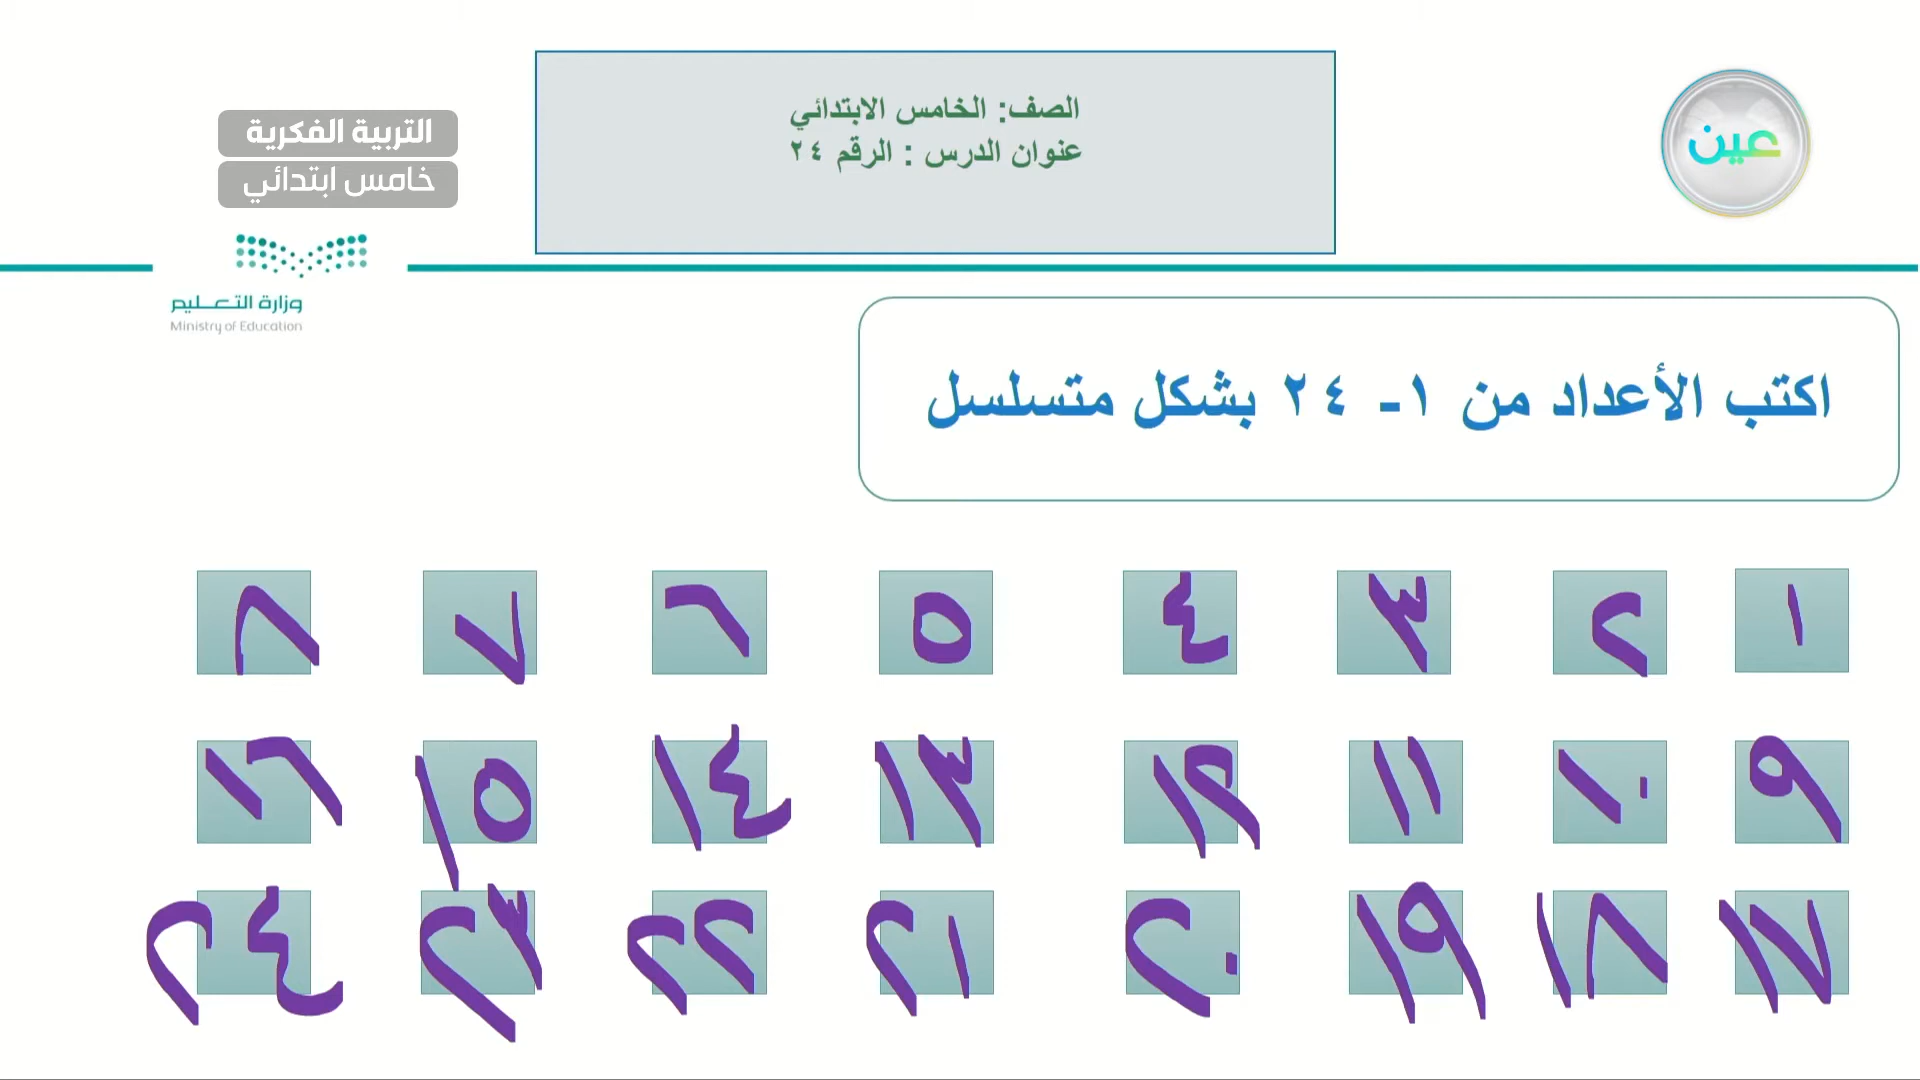 الصف: الخامس الابتدائي
عنوان الدرس : الرقم ٢٤
عين
التربية الفكرية
خامس ابتدائي
وزارة التعليم
Ministry of Education
اكتب الأعداد من ١- ٢٤ بشكل متسلسل
١ ٢ ٣ ٤ ٥ ٦ ٧ ٨
٩ ١٠ ١١ ١٢ ١٣ ١٤ ١٥ ١٦
١٧ ١٨ ١٩ ٢٠ ٢١ ٢٢ ٢٣ ٢٤